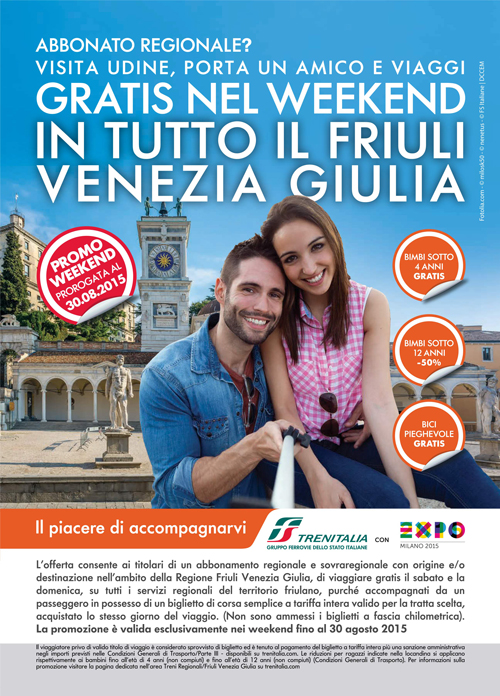 ABBONATO REGIONALE?
VISITA UDINE, PORTA UN AMICO E VIAGGI
GRATIS NEL WEEKEND
IN TUTTO IL FRIULI
VENEZIA GIULIA
Fotolia.com - © milosk50 - © nenetus - © FS Italiane | DCCEM
PROMO
WEEKEND
PROROGATA AL
30.08.2015
BIMBI SOTTO
4 ANNI
GRATIS
BIMBI SOTTO
12 ANNI
-50%
BICI
PIEGHEVOLE
GRATIS
Il piacere di accompagnarvi
TRENITALIA
GRUPPO FERROVIE DELLO STATO ITALIANE
CON
EXPO
MILANO 2015
L'offerta consente ai titolari di un abbonamento regionale e sovraregionale con origine e/o
destinazione nell'ambito della Regione Friuli Venezia Giulia, di viaggiare gratis il sabato e la
domenica, su tutti i servizi regionali del territorio friulano, purché accompagnati da un
passeggero in possesso di un biglietto di corsa semplice a tariffa intera valido per la tratta scelta,
acquistato lo stesso giorno del viaggio. (Non sono ammessi i biglietti a fascia chilometrica).
La promozione è valida esclusivamente nei weekend fino al 30 agosto 2015
Il viaggiatore privo di valido titolo di viaggio è considerato sprovvisto di biglietto ed è tenuto al pagamento del biglietto a tariffa intera più una sanzione amministrativa
negli importi previsti nelle Condizioni Generali di Trasporto/Parte III - disponibili su trenitalia.com. Le riduzioni per ragazzi indicate nella locandina si applicano
rispettivamente ai bambini fino all'età di 4 anni (non compiuti) e fino all'età di 12 anni (non compiuti) (Condizioni Generali di Trasporto). Per informazioni sulla
promozione visitare la pagina dedicata nell'area Treni Regionali/Friuli Venezia Giulia su trenitalia.com